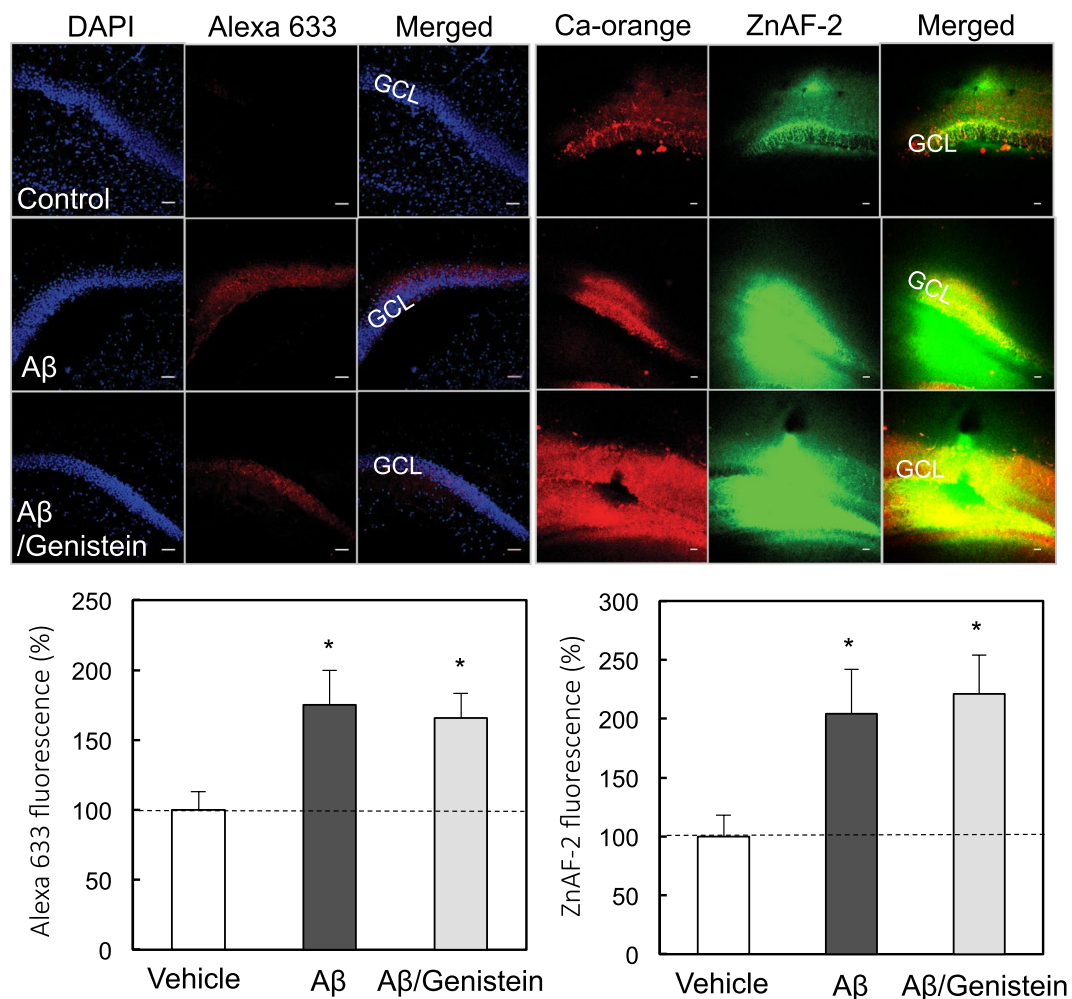 DAPI Alexa 633 Merged Ca-orange ZnAF-2 Merged
GCL
GCL
Control
GCL
GCL
Aβ
GCL
GCL
Aβ
/Genistein
Alexa 633 fluorescence (%)
250
200
150
100
50
0
* *
Vehicle Aβ Aβ/Genistein
ZnAF-2 fluorescence (%)
300
250
200
150
100
50
0
* *
Vehicle Aβ Aβ/Genistein